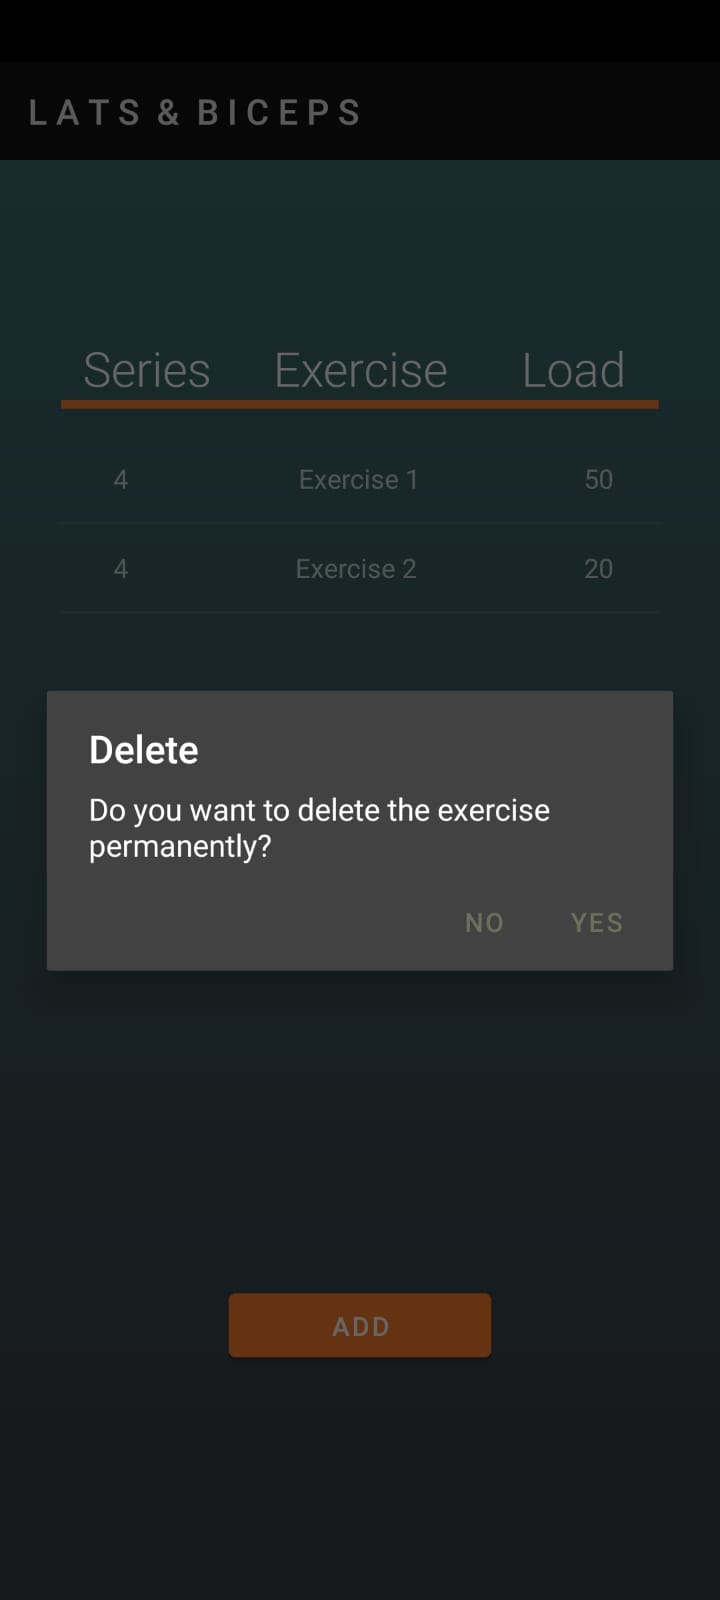 LATS & BICEPS
Series Exercise Load
4 Exercise 1 50
4 Exercise 2 20
Delete
Do you want to delete the exercise
permanently?
NO YES
ADD